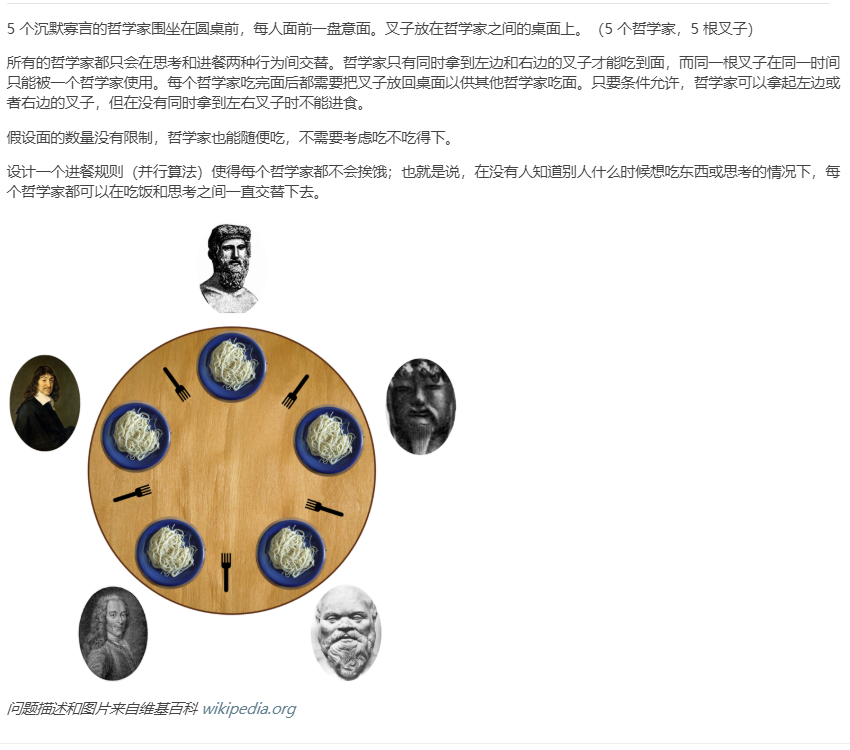 5 个沉默寡言的哲学家围坐在圆桌前，每人面前一盘意面。叉子放在哲学家之间的桌面上。（5 个哲学家，5 根叉子）
所有的哲学家都只会在思考和进餐两种行为间交替。哲学家只有同时拿到左边和右边的叉子才能吃到面，而同一根叉子在同一时间
只能被一个哲学家使用。每个哲学家吃完面后都需要把叉子放回桌面以供其他哲学家吃面。只要条件允许，哲学家可以拿起左边或
者右边的叉子，但在没有同时拿到左右叉子时不能进食。
假设面的数量没有限制，哲学家也能随便吃，不需要考虑吃不吃得下。
设计一个进餐规则（并行算法）使得每个哲学家都不会挨饿；也就是说，在没有人知道别人什么时候想吃东西或思考的情况下，每
个哲学家都可以在吃饭和思考之间一直交替下去。
问题描述和图片来自维基百科 wikipedia.org